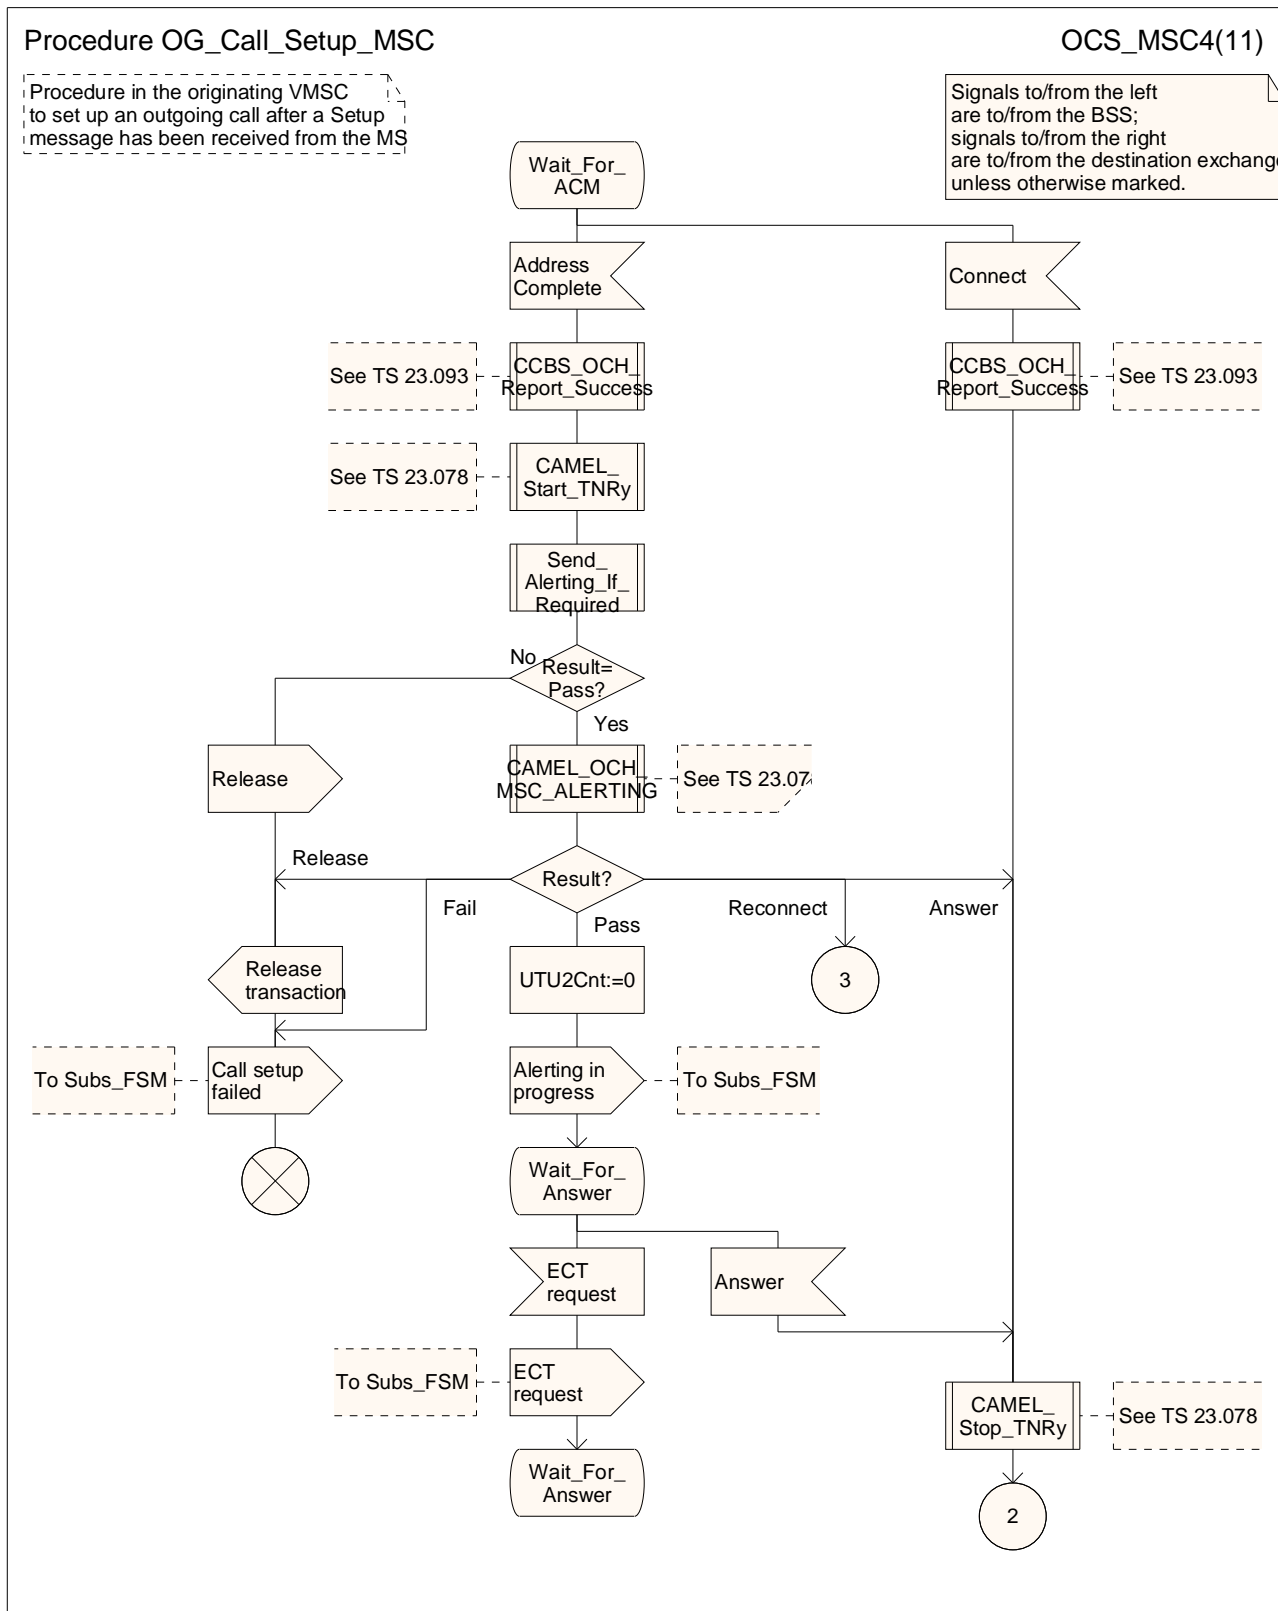 Procedure OG_Call_Setup_MSC
OCS_MSC4(11)
Procedure in the originating VMSC
to set up an outgoing call after a Setup
message has been received from the MS
Signals to/from the left
are to/from the BSS;
signals to/from the right
are to/from the destination exchange
unless otherwise marked.
Wait_For_
ACM
Address
Complete
Connect
See TS 23.093
CCBS_OCH_
Report_Success
CCBS_OCH_
Report_Success
See TS 23.093
See TS 23.078
CAMEL_
Start_TNRy
Send_
Alerting_If_
Required
No
Result=
Pass?
Yes
Release
CAMEL_OCH_
MSC_ALERTING
See TS 23.07
Release
Result?
Fail
Reconnect
Answer
Pass
Release
transaction
UTU2Cnt:=0
3
To Subs_FSM
Call setup
failed
Alerting in
progress
To Subs_FSM
Wait_For_
Answer
ECT
request
Answer
To Subs_FSM
ECT
request
CAMEL_
Stop_TNRy
See TS 23.078
Wait_For_
Answer
2